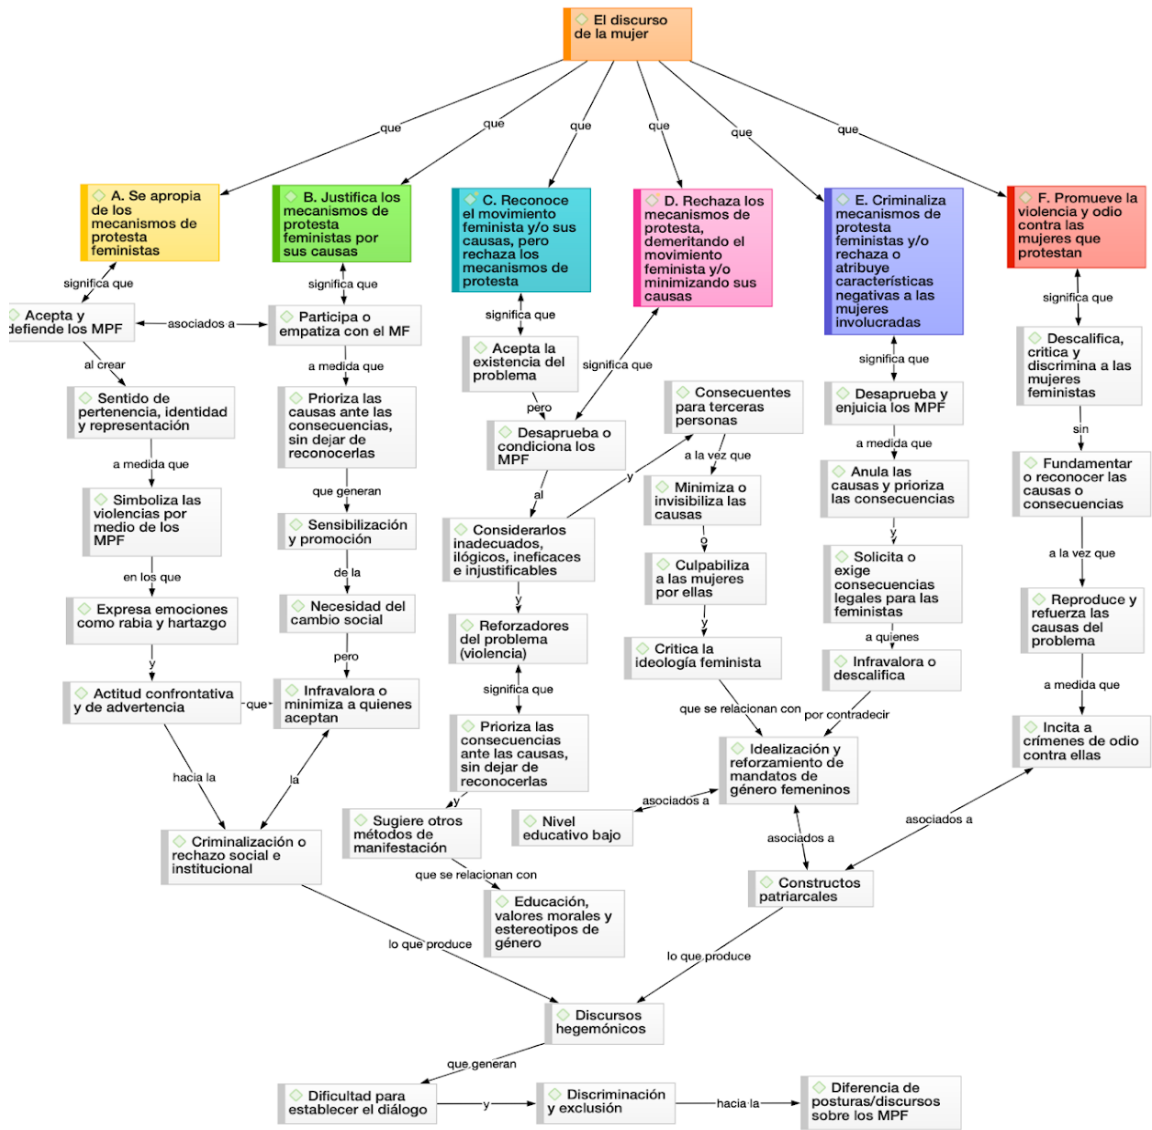 El discurso
de la mujer
que
que
que
que
que
que
A. Se apropia
de los
mecanismos de
protesta
feministas
B. Justifica los
mecanismos de
protesta
feministas por
sus causas
C. Reconoce
el movimiento
feminista y/o sus
causas, pero
rechaza los
mecanismos de
protesta
D. Rechaza los
mecanismos de
protesta,
demeritando el
movimiento
feminista y/o
minimizando sus
causas
E. Criminaliza
mecanismos de
protesta
feministas y/o
rechaza o
atribuye
características
negativas a las
mujeres
involucradas
F. Promueve la
violencia y odio
contra las
mujeres que
protestan
significa que
significa que
significa que
significa que
significa que
significa que
Acepta y
defiende los MPF
asociados a
Participa o
empatiza con el MF
Acepta la
existencia del
problema
Descalifica,
critica y
discrimina a las
mujeres
feministas
al crear
a medida que
pero
Sentido de
pertenencia, identidad
y representación
Prioriza las
causas ante las
consecuencias,
sin dejar de
reconocerlas
Desaprueba o
condiciona los
MPF
Consecuentes
para terceras
personas
Desaprueba y
enjuicia los MPF
sin
a medida que
que generan
al
y
a la vez que
a medida que
Simboliza las
violencias por
medio de los
MPF
Sensibilización
y promoción
Considerarlos
inadecuados,
ilógicos, ineficaces
e injustificables
Minimiza o
invisibiliza las
causas
Anula las
causas y prioriza
las consecuencias
Fundamentar
o reconocer las
causas o
consecuencias
en los que
de la
y
o
y
a la vez que
Expresa emociones
como rabia y hartazgo
Necesidad del
cambio social
Reforzadores
del problema
(violencia)
Culpabiliza
a las mujeres
por ellas
Solicita o
exige
consecuencias
legales para las
feministas
Reproduce y
refuerza las
causas del
problema
y
pero
significa que
y
a quienes
a medida que
Actitud confrontativa
y de advertencia
que
Infravalora o
minimiza a quienes
aceptan
Prioriza las
consecuencias
ante las causas,
sin dejar de
reconocerlas
Critica la
ideología feminista
Infravalora o
descalifica
Incita a
crímenes de odio
contra ellas
que se relacionan con
por contradecir
hacia la
la
y
Idealización y
reforzamiento de
mandatos de
género femeninos
asociados a
Nivel
educativo bajo
asociados a
asociados a
Criminalización o
rechazo social e
institucional
Sugiere otros
métodos de
manifestación
que se relacionan con
Educación,
valores morales y
estereotipos de
género
Constructos
patriarcales
lo que produce
lo que produce
Discursos
hegemónicos
que generan
Dificultad para
establecer el diálogo
y
Discriminación
y exclusión
hacia la
Diferencia de
posturas/discursos
sobre los MPF